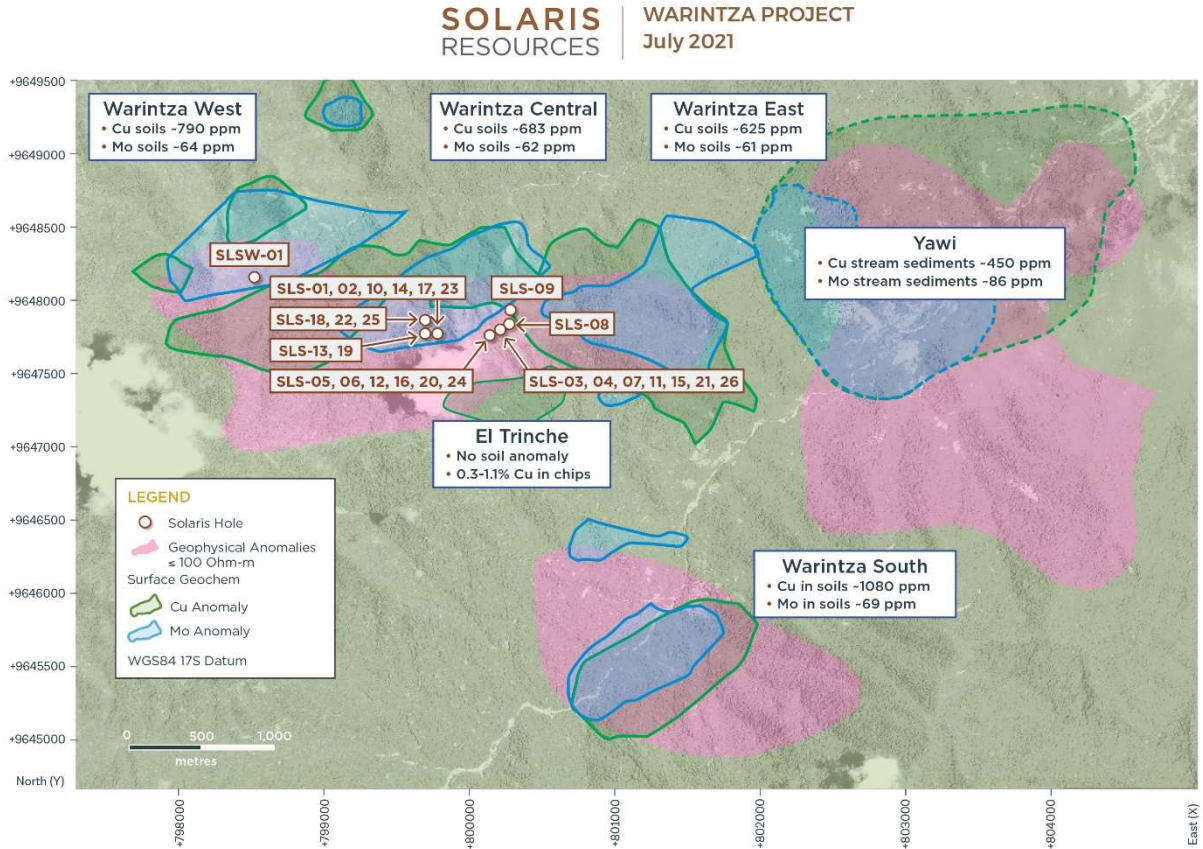 SOLARIS
RESOURCES
WARINTZA PROJECT
July 2021
+9649500
+9649000
+9648500
+9648000
+9647500
+9647000
+9646500
+9646000
+9645500
+9645000
North (Y)
Warintza West
• Cu soils ~790 ppm
• Mo soils ~64 ppm
Warintza Central
• Cu soils ~683 ppm
• Mo soils ~62 ppm
Warintza East
• Cu soils ~625 ppm
• Mo soils ~61 ppm
Yawi
• Cu stream sediments ~450 ppm
• Mo stream sediments ~86 ppm
SLSW-01
SLS-01, 02, 10, 14, 17, 23
SLS-09
SLS-18, 22, 25
SLS-08
SLS-13, 19
SLS-05, 06, 12, 16, 20, 24
SLS-03, 04, 07, 11, 15, 21, 26
El Trinche
• No soil anomaly
• 0.3-1.1% Cu in chips
Warintza South
• Cu in soils ~1080 ppm
• Mo in soils ~69 ppm
LEGEND
Solaris Hole
Geophysical Anomalies
≤ 100 Ohm-m
Surface Geochem
Cu Anomaly
Mo Anomaly
WGS84 17S Datum
0 500 1,000
metres
+798000
+799000
+800000
+801000
+802000
+803000
+804000
East (X)